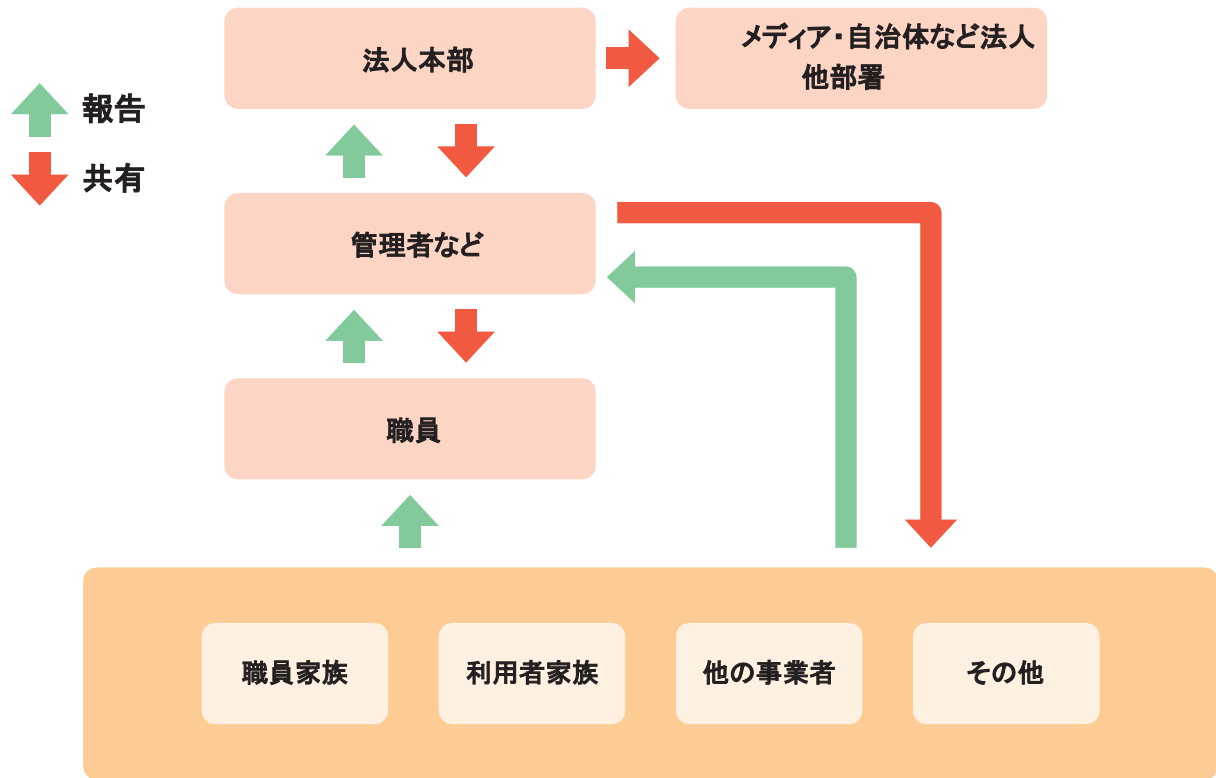 法人本部
メディア・自治体など法人
他部署
報告
共有
管理者など
職員
職員家族
利用者家族
他の事業者
その他